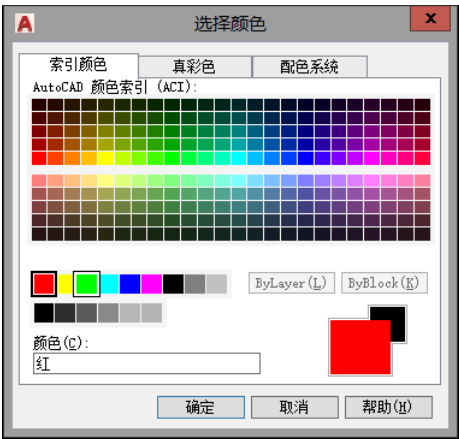 选择颜色
索引颜色 真彩色 配色系统
AutoCAD 颜色索引 (ACI):
ByLayer(L) ByBlock(K)
颜色(C):
红
确定 取消 帮助(H)